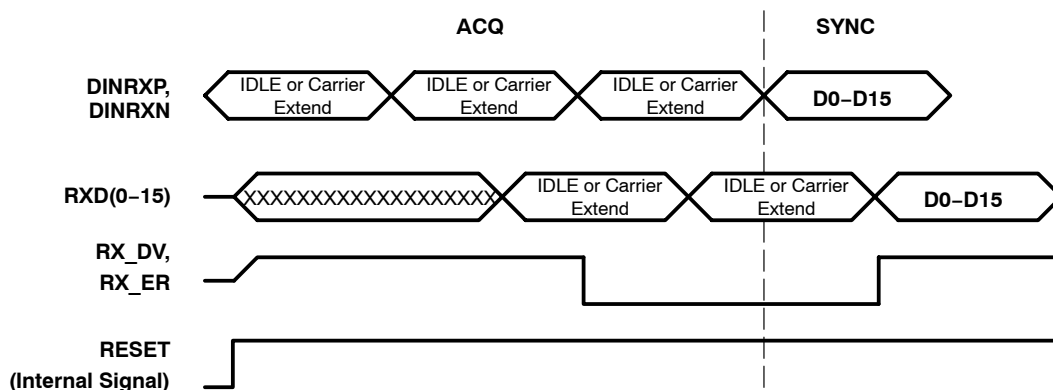 ACQ SYNC
DINRXP,
DINRXN
IDLE or Carrier
Extend
IDLE or Carrier
Extend
IDLE or Carrier
Extend
D0−D15
RXD(0−15)
XXXXXXXXXXXXXXXXXXX
IDLE or Carrier
Extend
IDLE or Carrier
Extend
D0−D15
RX_DV,
RX_ER
RESET
(Internal Signal)